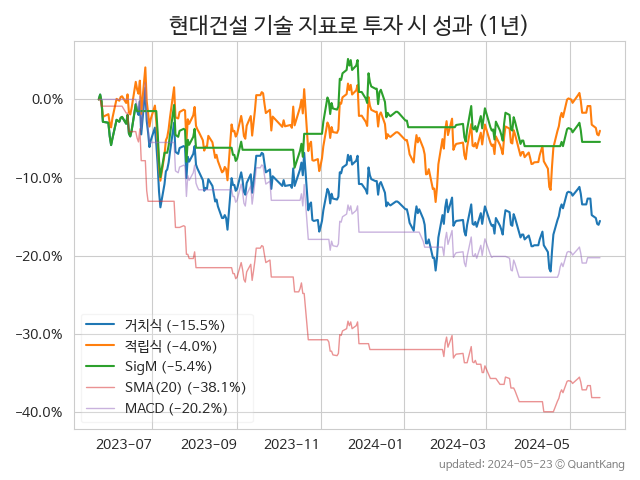 현대건설 기술 지표로 투자 시 성과 (1년)
0.0%
−10.0%
−20.0%
−30.0%
−40.0%
거치식 (−15.5%)
적립식 (−4.0%)
SigM (−5.4%)
SMA(20) (−38.1%)
MACD (−20.2%)
2023−07 2023−09 2023−11 2024−01 2024−03 2024−05
updated: 2024-05-23 © QuantKang